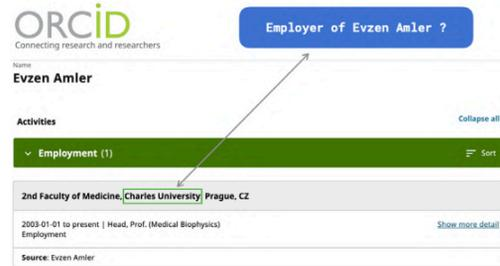 ORCiD
Connecting research and researchers
Employer of Evzen Amler ?
Name
Evzen Amler
Activities
Collapse all
Employment (1)
Sort
2nd Faculty of Medicine, Charles University Prague, CZ
2003-01-01 to present | Head, Prof. (Medical Biophysics)
Show more detail
Employment
Source: Evzen Amler